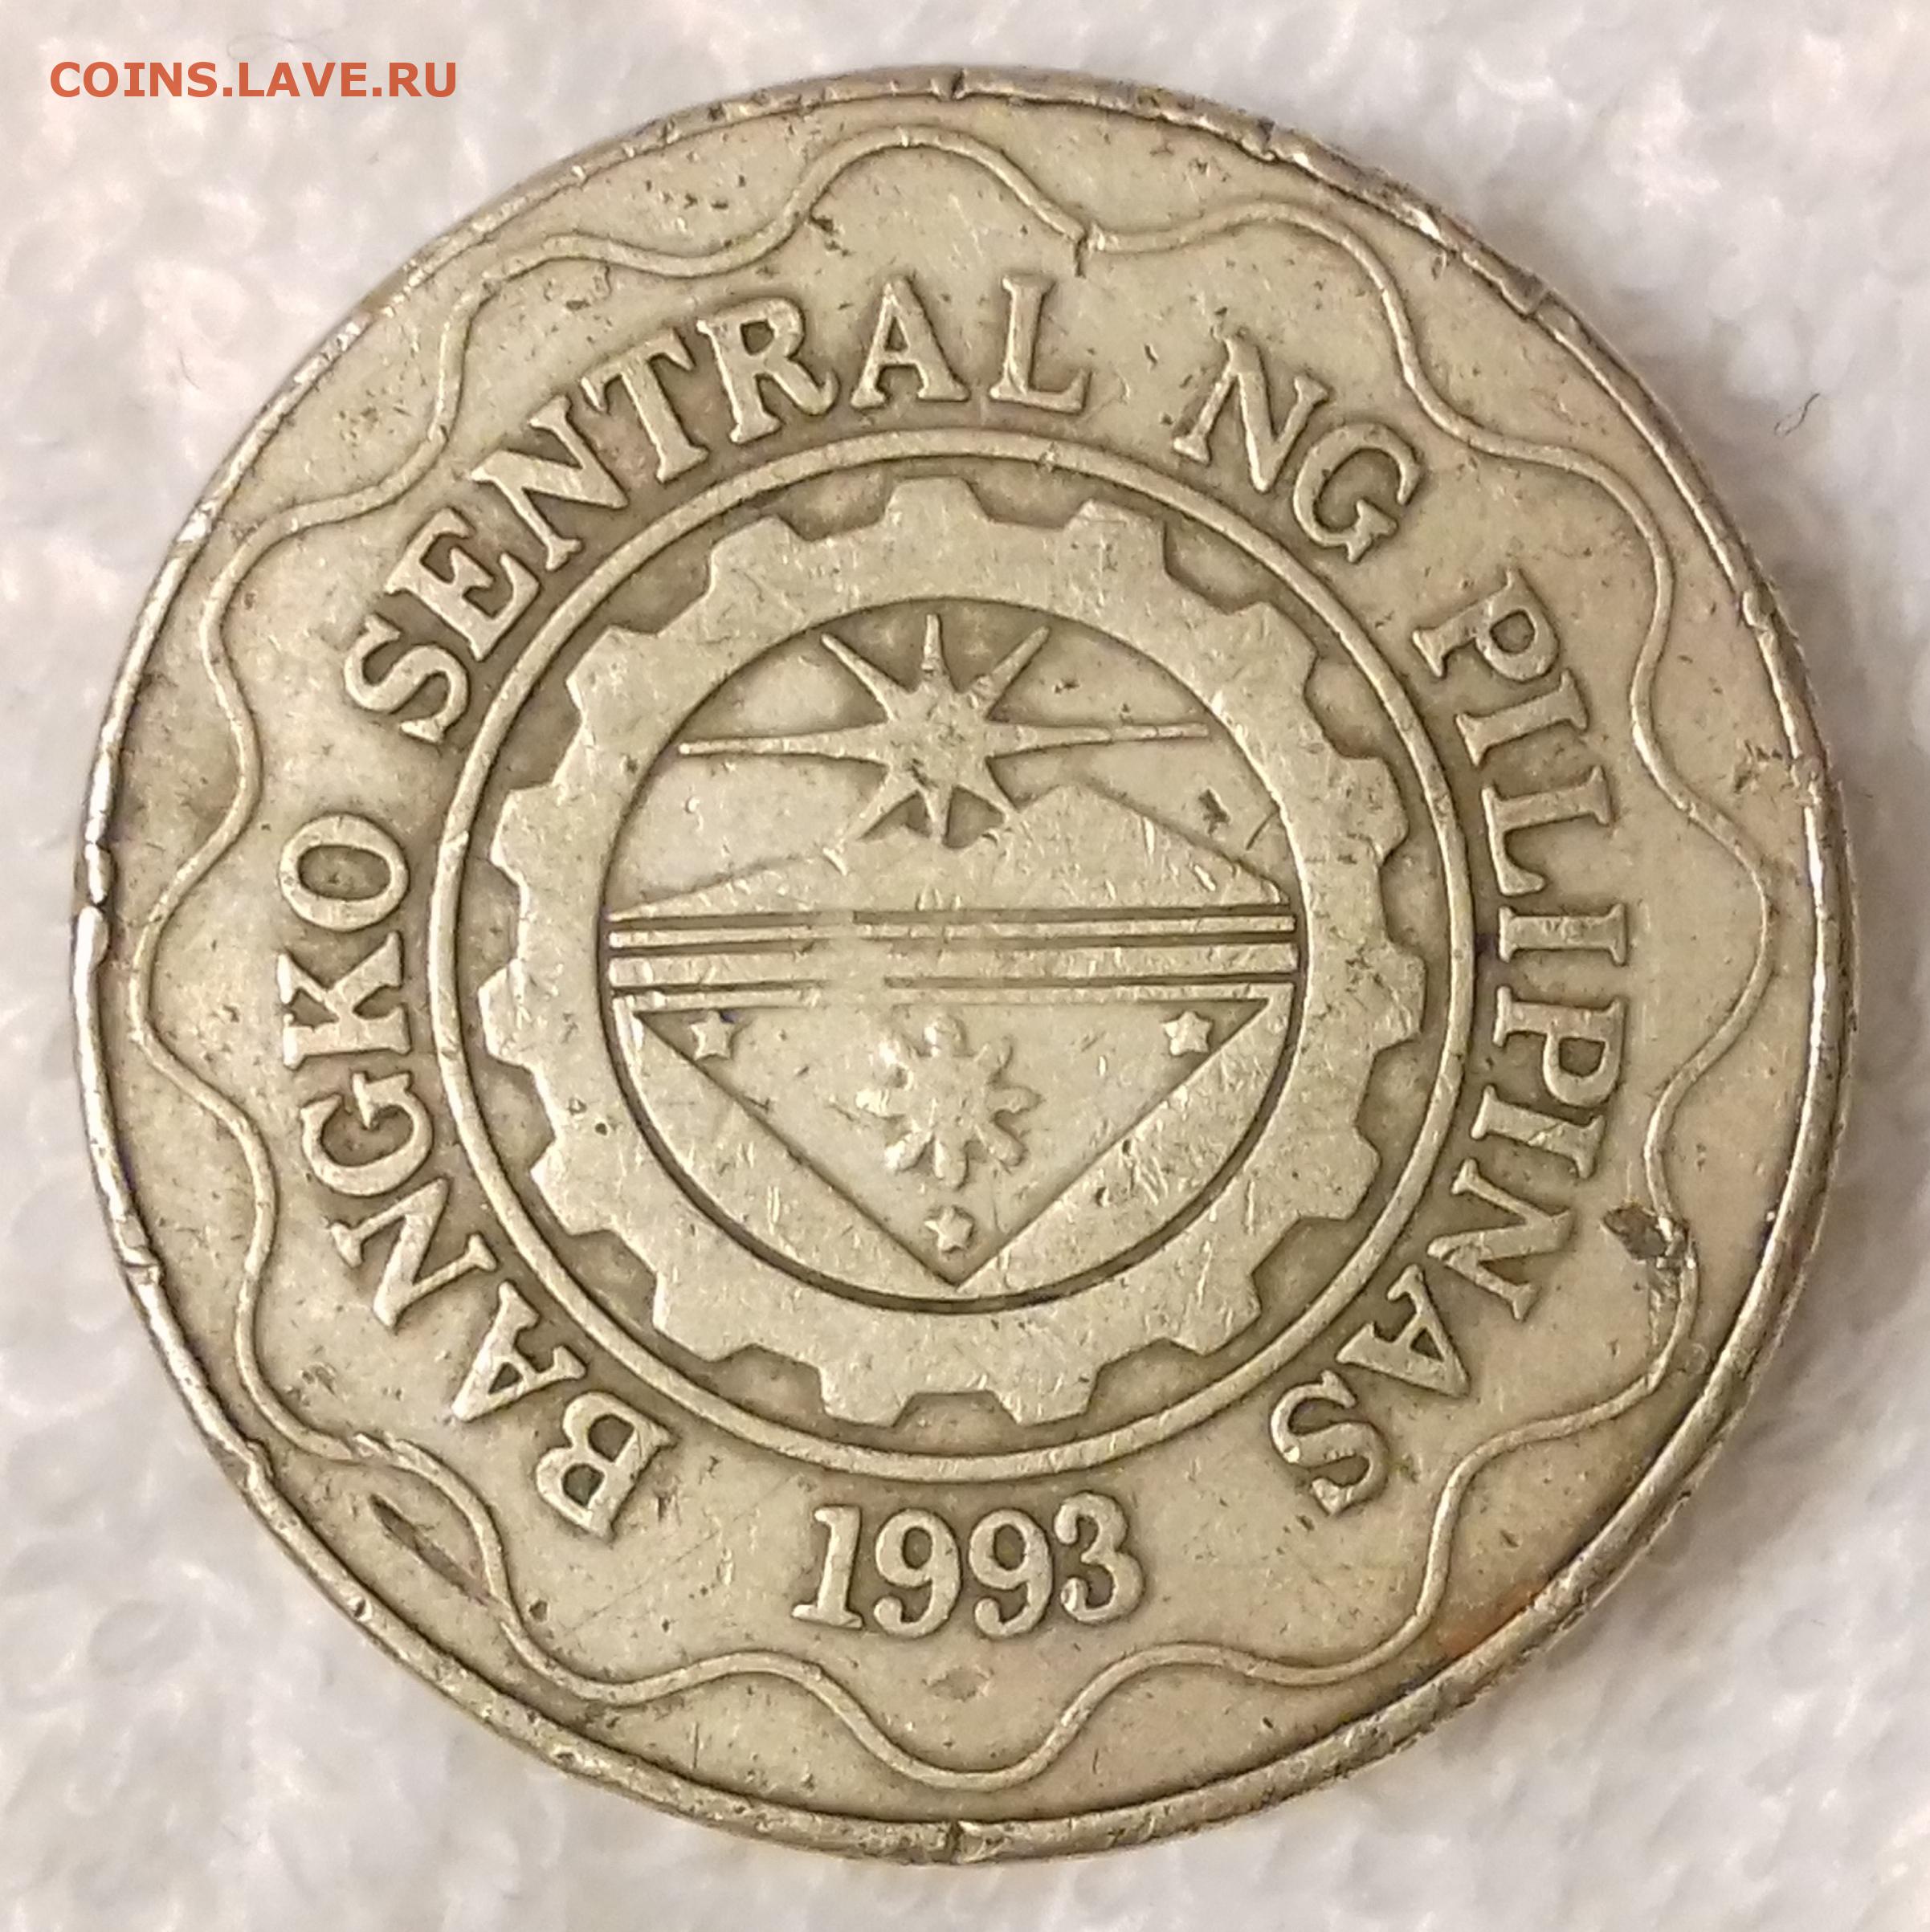 COINS.LAVE.RU
BANGKO SENTRAL NG PILIPINAS
1993